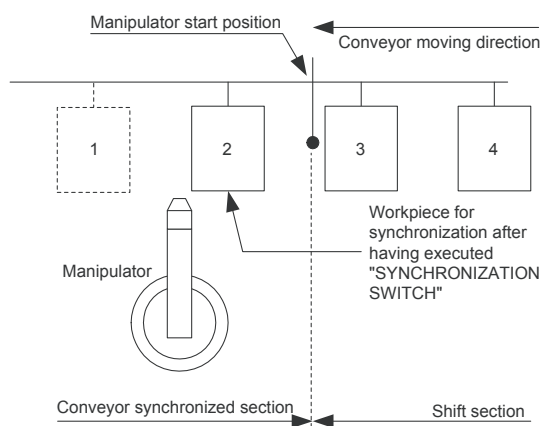 Manipulator start position
Conveyor moving direction
1
2
3
4
Workpiece for
synchronization after
having executed
"SYNCHRONIZATION
SWITCH"
Manipulator
Conveyor synchronized section
Shift section